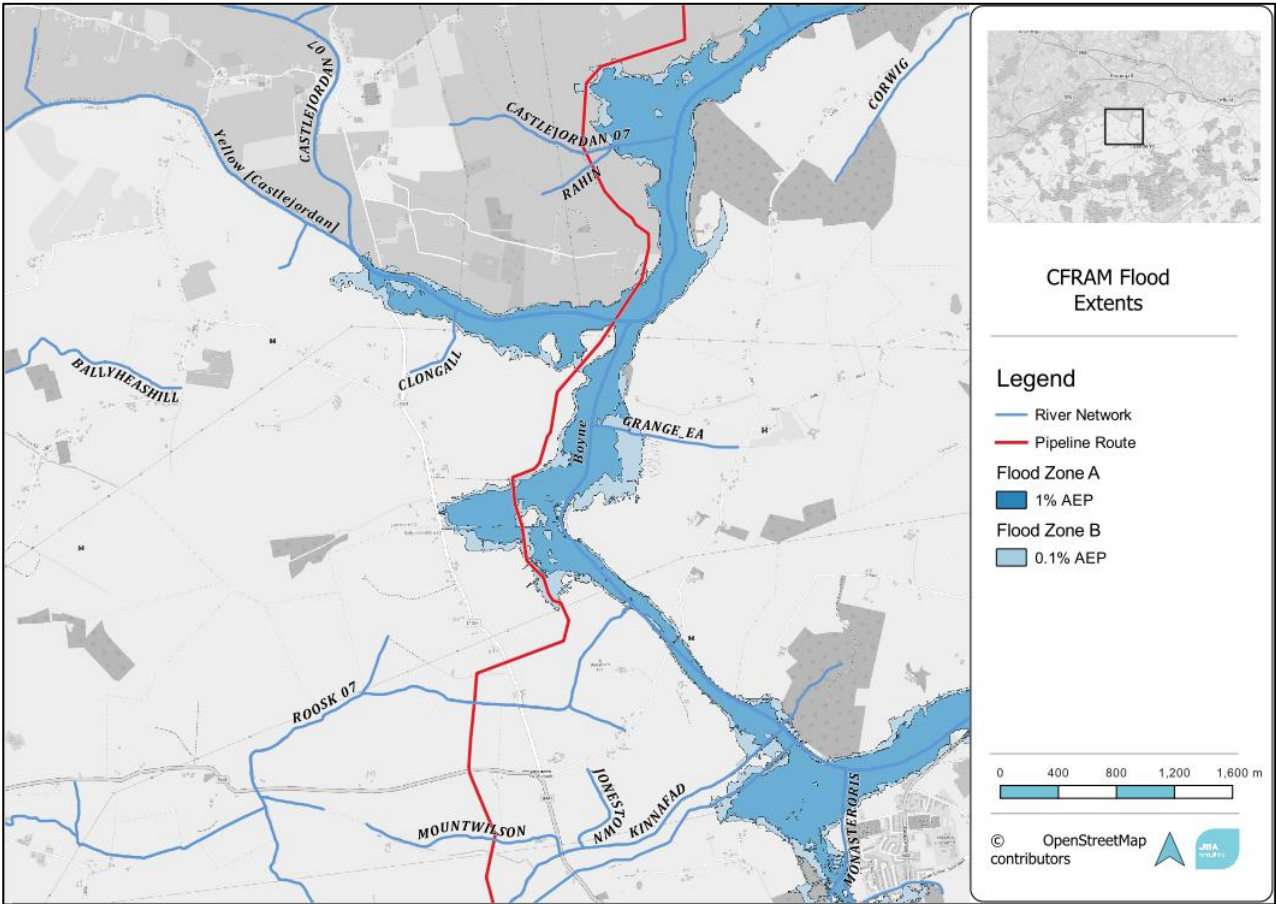 CASTLEJORDAN 07
CASTLEJORDAN 07
RAHIN
CORWIG
Yellow [Castlejordan]
BALLYHEASHILL
CLONGALL
GRANGE_EA
Boyne
ROOSK 07
JONESTOWN
KINNAFAD
MOUNTWILSON
MONASTERORIS
CFRAM Flood
Extents
Legend
River Network
Pipeline Route
Flood Zone A
1% AEP
Flood Zone B
0.1% AEP
0 400 800 1,200 1,600 m
© OpenStreetMap
contributors
JBA